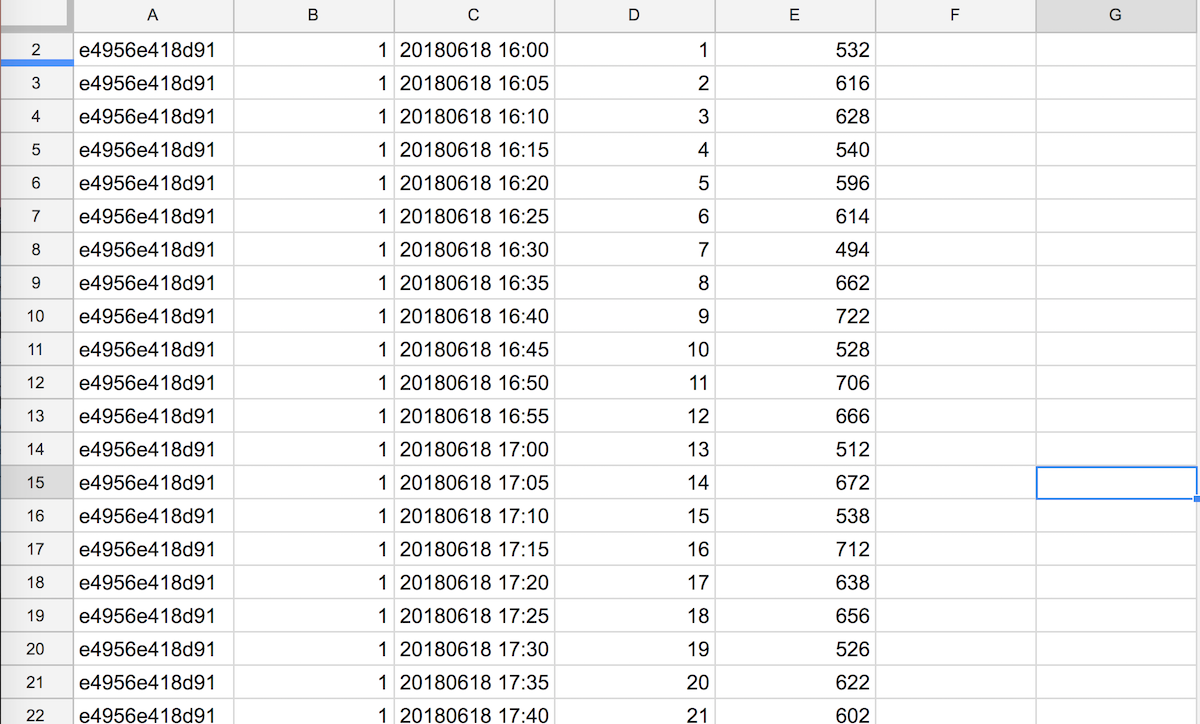 A B C D E F G
2 e4956e418d91 1 20180618 16:00 1 532
3 e4956e418d91 1 20180618 16:05 2 616
4 e4956e418d91 1 20180618 16:10 3 628
5 e4956e418d91 1 20180618 16:15 4 540
6 e4956e418d91 1 20180618 16:20 5 596
7 e4956e418d91 1 20180618 16:25 6 614
8 e4956e418d91 1 20180618 16:30 7 494
9 e4956e418d91 1 20180618 16:35 8 662
10 e4956e418d91 1 20180618 16:40 9 722
11 e4956e418d91 1 20180618 16:45 10 528
12 e4956e418d91 1 20180618 16:50 11 706
13 e4956e418d91 1 20180618 16:55 12 666
14 e4956e418d91 1 20180618 17:00 13 512
15 e4956e418d91 1 20180618 17:05 14 672
16 e4956e418d91 1 20180618 17:10 15 538
17 e4956e418d91 1 20180618 17:15 16 712
18 e4956e418d91 1 20180618 17:20 17 638
19 e4956e418d91 1 20180618 17:25 18 656
20 e4956e418d91 1 20180618 17:30 19 526
21 e4956e418d91 1 20180618 17:35 20 622
22 e4956e418d91 1 20180618 17:40 21 602